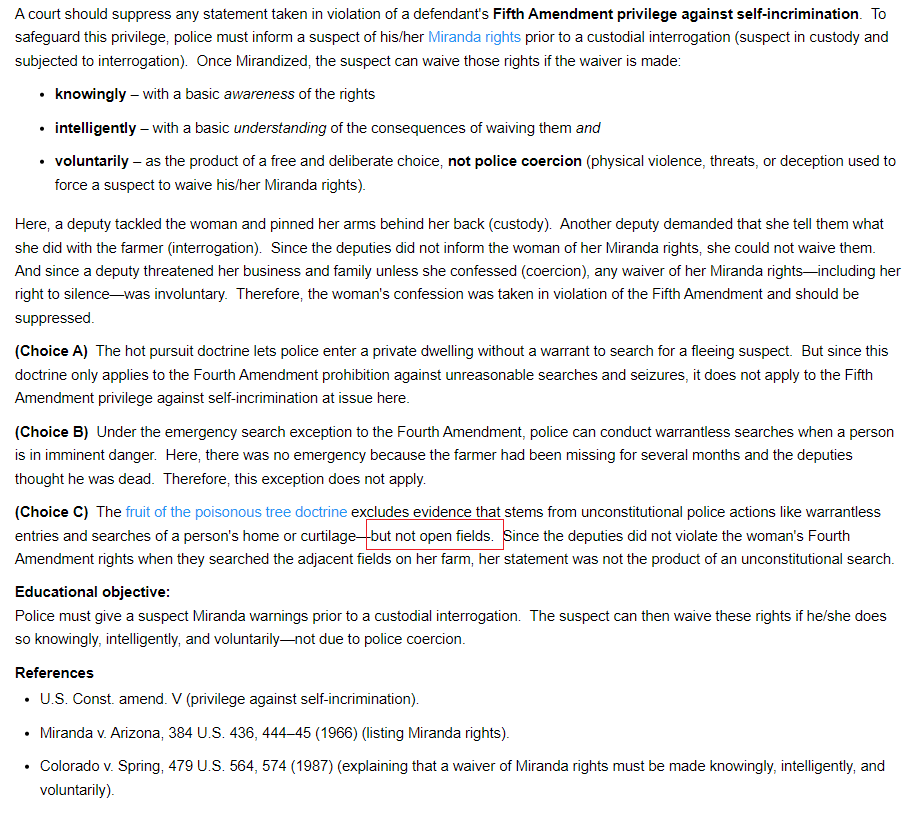 A court should suppress any statement taken in violation of a defendant's Fifth Amendment privilege against self-incrimination.  To
safeguard this privilege, police must inform a suspect of his/her Miranda rights prior to a custodial interrogation (suspect in custody and
subjected to interrogation).  Once Mirandized, the suspect can waive those rights if the waiver is made:
• knowingly – with a basic awareness of the rights
• intelligently – with a basic understanding of the consequences of waiving them and
• voluntarily – as the product of a free and deliberate choice, not police coercion (physical violence, threats, or deception used to
force a suspect to waive his/her Miranda rights).
Here, a deputy tackled the woman and pinned her arms behind her back (custody).  Another deputy demanded that she tell them what
she did with the farmer (interrogation).  Since the deputies did not inform the woman of her Miranda rights, she could not waive them.
And since a deputy threatened her business and family unless she confessed (coercion), any waiver of her Miranda rights—including her
right to silence—was involuntary.  Therefore, the woman's confession was taken in violation of the Fifth Amendment and should be
suppressed.
(Choice A)  The hot pursuit doctrine lets police enter a private dwelling without a warrant to search for a fleeing suspect.  But since this
doctrine only applies to the Fourth Amendment prohibition against unreasonable searches and seizures, it does not apply to the Fifth
Amendment privilege against self-incrimination at issue here.
(Choice B)  Under the emergency search exception to the Fourth Amendment, police can conduct warrantless searches when a person
is in imminent danger.  Here, there was no emergency because the farmer had been missing for several months and the deputies
thought he was dead.  Therefore, this exception does not apply.
(Choice C)  The fruit of the poisonous tree doctrine excludes evidence that stems from unconstitutional police actions like warrantless
entries and searches of a person's home or curtilage—but not open fields.  Since the deputies did not violate the woman's Fourth
Amendment rights when they searched the adjacent fields on her farm, her statement was not the product of an unconstitutional search.
Educational objective:
Police must give a suspect Miranda warnings prior to a custodial interrogation.  The suspect can then waive these rights if he/she does
so knowingly, intelligently, and voluntarily—not due to police coercion.
References
• U.S. Const. amend. V (privilege against self-incrimination).
• Miranda v. Arizona, 384 U.S. 436, 444–45 (1966) (listing Miranda rights).
• Colorado v. Spring, 479 U.S. 564, 574 (1987) (explaining that a waiver of Miranda rights must be made knowingly, intelligently, and
voluntarily).